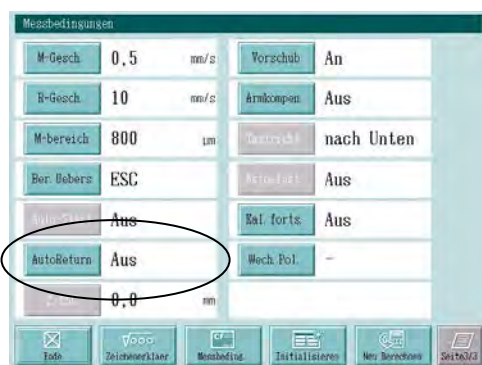 Messbedingungen
M-Gesch. 0,5 mm/s Vorschub An
R-Gesch. 10 mm/s Armkompen Aus
M-bereich 800 µm nach Unten
Ber. Uebers ESC Aus
Auto-Start Aus Kal. forts. Aus
AutoReturn Aus Wech. Pol. -
0,0 mm
Ende Zeichenerklaer Messbeding. Initialisieren Neu Berechnen Seite3/3